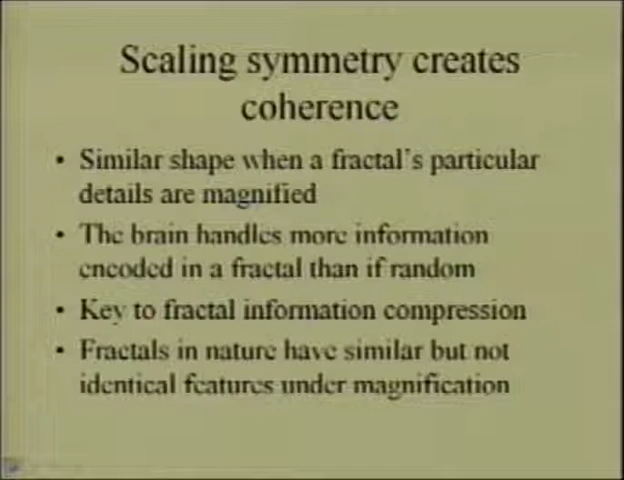 Scaling symmetry creates
coherence
• Similar shape when a fractal's particular
details are magnified
• The brain handles more information
encoded in a fractal than if random
• Key to fractal information compression
• Fractals in nature have similar but not
identical features under magnification